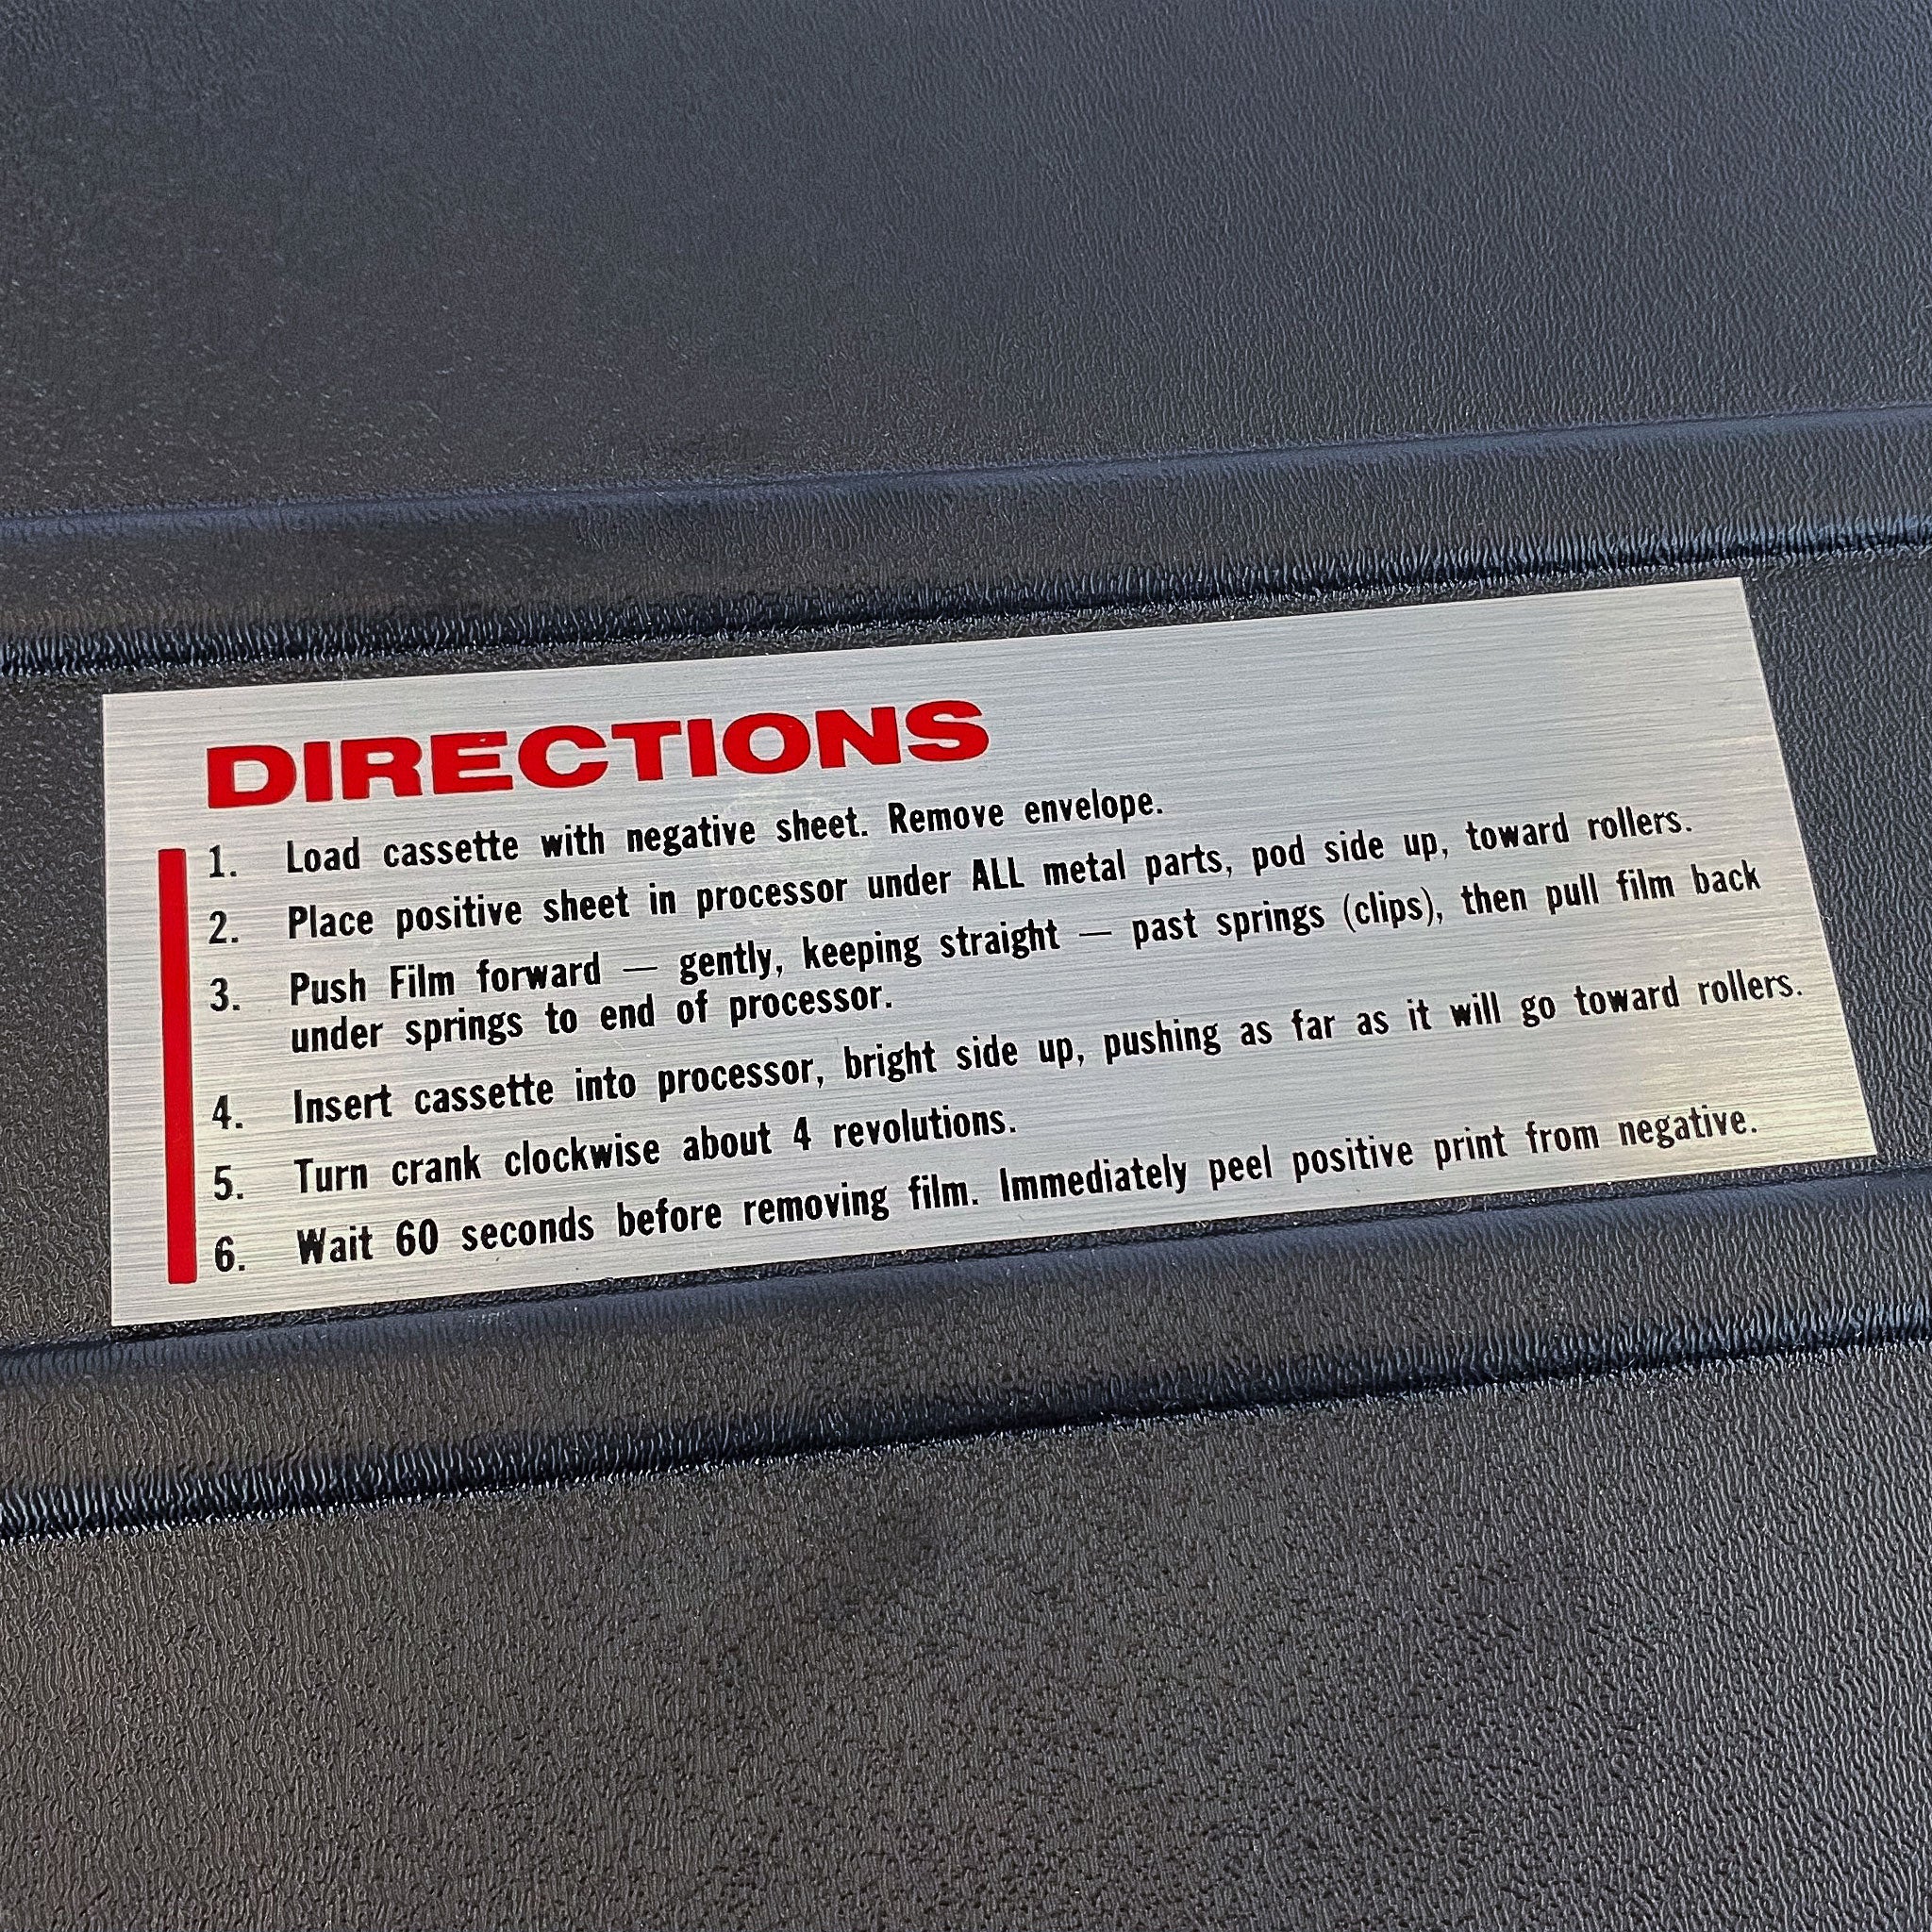 DIRECTIONS
1. Load cassette with negative sheet. Remove envelope.
2. Place positive sheet in processor under ALL metal parts, pod side up, toward rollers.
3. Push Film forward — gently, keeping straight — past springs (clips), then pull film back
under springs to end of processor.
4. Insert cassette into processor, bright side up, pushing as far as it will go toward rollers.
5. Turn crank clockwise about 4 revolutions.
6. Wait 60 seconds before removing film. Immediately peel positive print from negative.